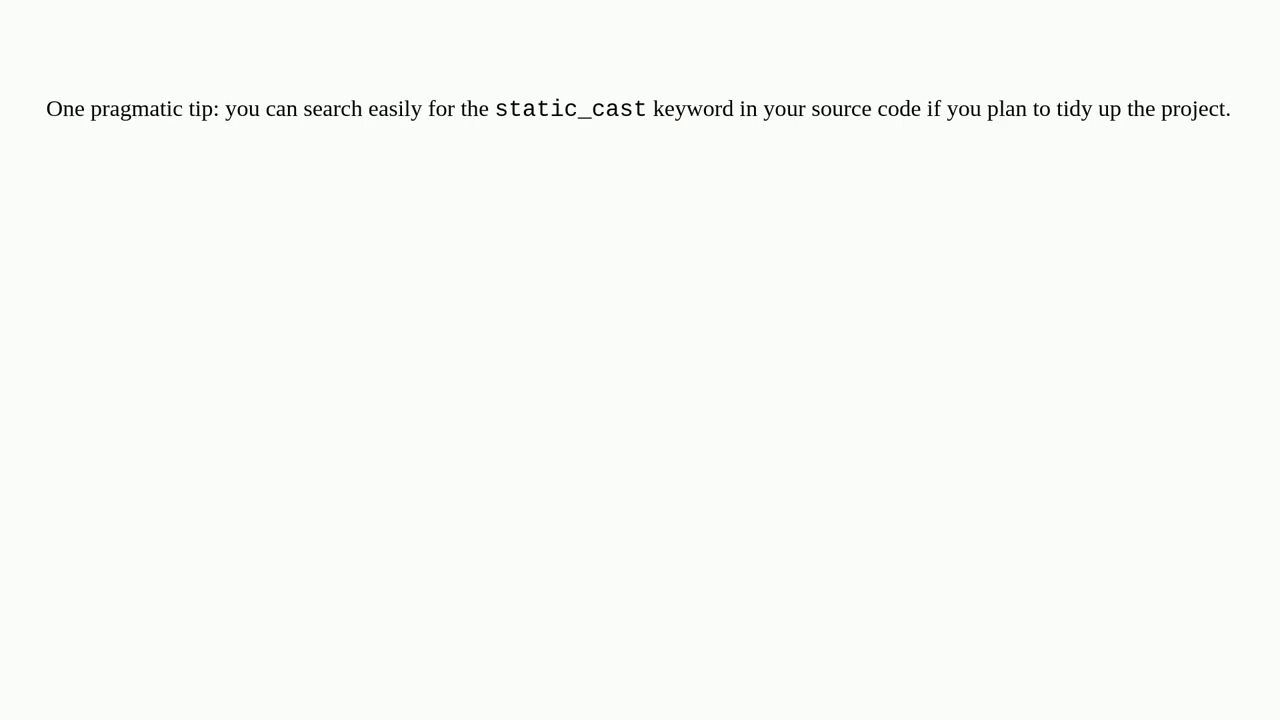 One pragmatic tip: you can search easily for the static_cast keyword in your source code if you plan to tidy up the project.